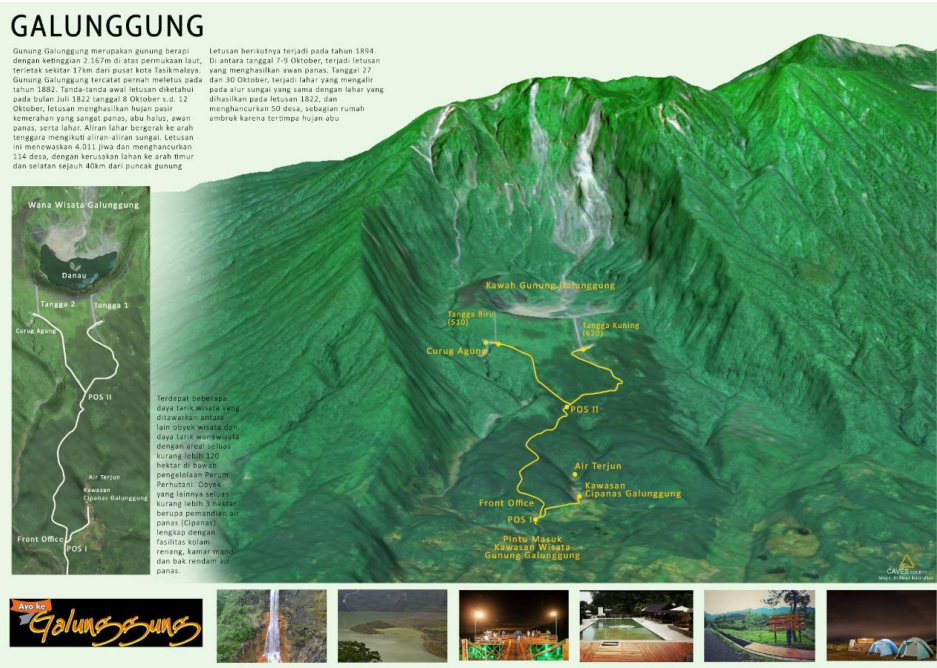 GALUNGGUNG
Gunung Galunggung merupakan gunung berapi
dengan ketinggian 2.167m di atas permukaan laut,
terletak sekitar 17km dari pusat kota Tasikmalaya.
Gunung Galunggung tercatat pernah meletus pada
tahun 1882. Tanda-tanda awal letusan diketahui
pada bulan Juli 1822 tanggal 8 Oktober s.d. 12
Oktober, letusan menghasilkan hujan pasir
kemerahan yang sangat panas, abu halus, awan
panas, serta lahar. Aliran lahar bergerak ke arah
tenggara mengikuti aliran-aliran sungai. Letusan
ini menewaskan 4.011 jiwa dan menghancurkan
114 desa, dengan kerusakan lahan ke arah timur
dan selatan sejauh 40km dari puncak gunung
Letusan berikutnya terjadi pada tahun 1894.
Di antara tanggal 7-9 Oktober, terjadi letusan
yang menghasilkan awan panas. Tanggal 27
dan 30 Oktober, terjadi lahar yang mengalir
pada alur sungai yang sama dengan lahar yang
dihasilkan pada letusan 1822, dan
menghancurkan 50 desa, sebagian rumah
ambruk karena tertimpa hujan abu
Wana Wisata Galunggung
Danau
Tangga 2
Tangga 1
Curug Agung
POS II
Air Terjun
Kawasan
Cipanas Galunggung
Front Office
POS I
Terdapat beberapa
daya tarik wisata yang
ditawarkan antara
lain obyek wisata dan
daya tarik wanawisata
dengan areal seluas
kurang lebih 120
hektar di bawah
pengelolaan Perum
Perhutani. Obyek
yang lainnya seluas
kurang lebih 3 hektar
berupa pemandian air
panas (Cipanas)
lengkap dengan
fasilitas kolam
renang, kamar mandi
dan bak rendam air
panas.
Kawah Gunung Galunggung
Tangga Biru
(510)
Tangga Kuning
(620)
Curug Agung
POS II
Air Terjun
Kawasan
Cipanas Galunggung
Front Office
POS I
Pintu Masuk
Kawasan Wisata
Gunung Galunggung
CAVES
Ayo ke
Galunggung